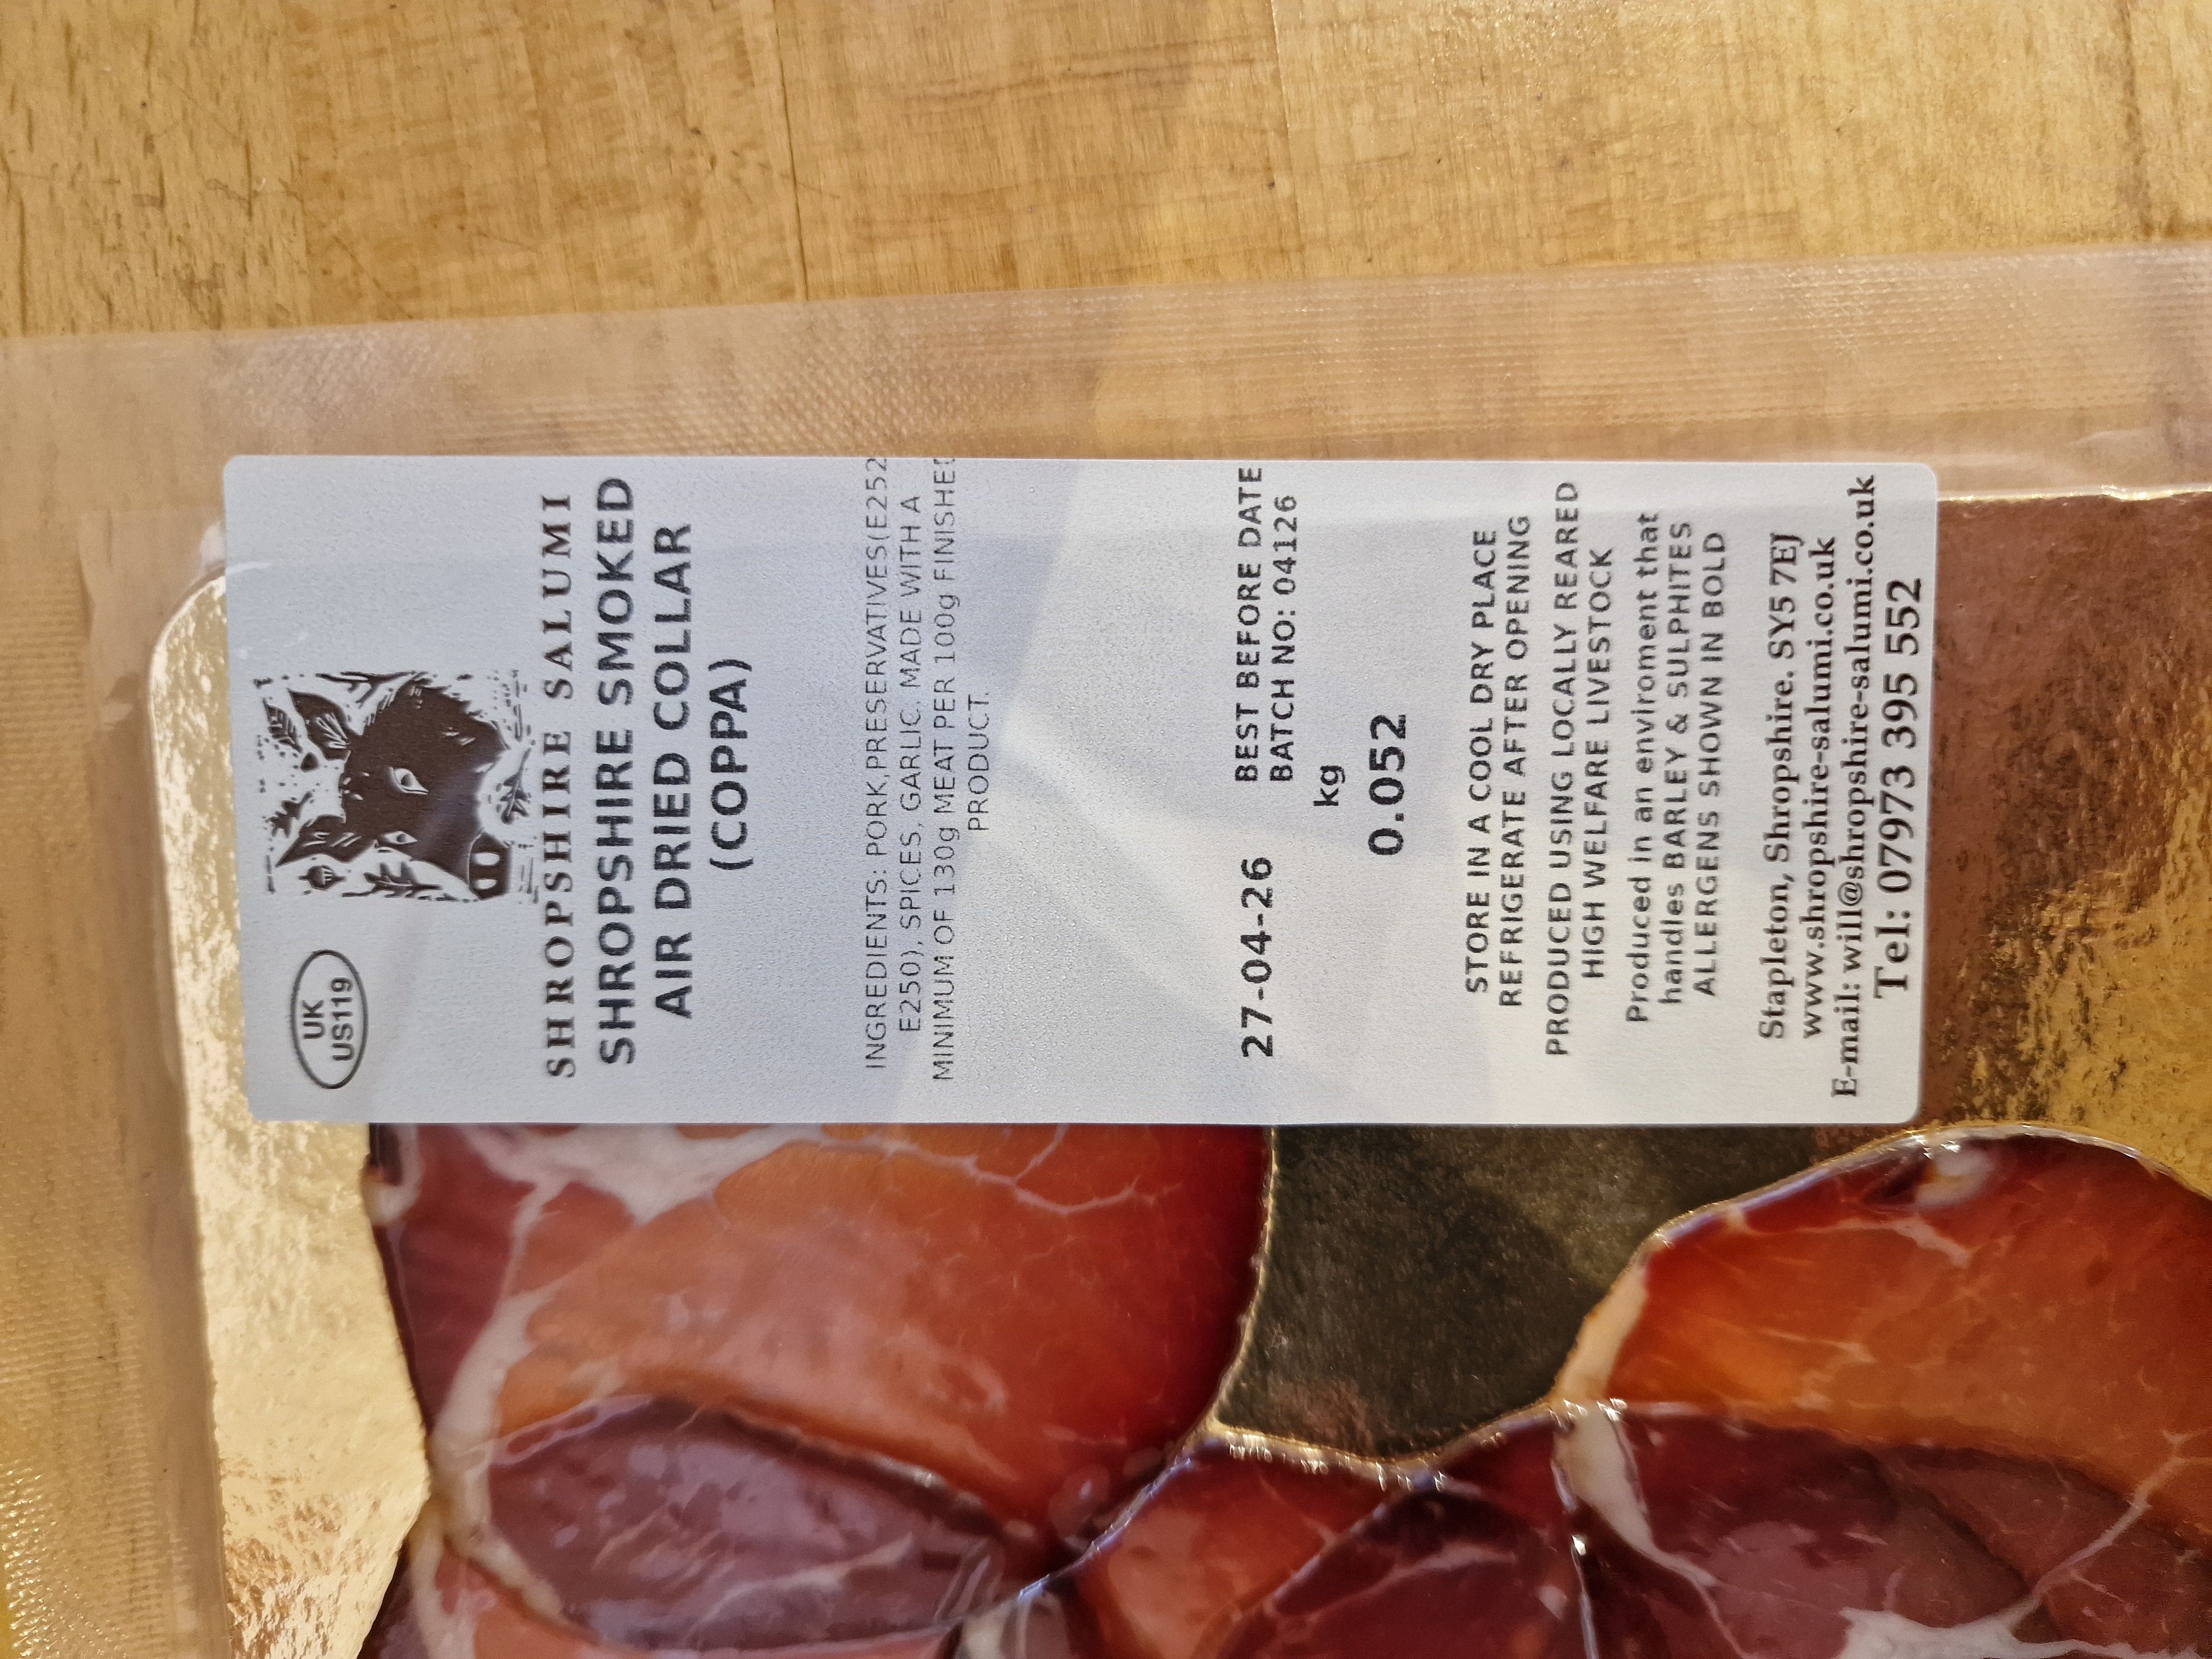 UK
US119
SHROPSHIRE SALUMI
SHROPSHIRE SMOKED
AIR DRIED COLLAR
(COPPA)
INGREDIENTS: PORK,PRESERVATIVES(E252
E250), SPICES, GARLIC. MADE WITH A
MINIMUM OF 130g MEAT PER 100g FINISHED
PRODUCT.
27-04-26 BEST BEFORE DATE
BATCH NO: 04126
kg
0.052
STORE IN A COOL DRY PLACE
REFRIGERATE AFTER OPENING
PRODUCED USING LOCALLY REARED
HIGH WELFARE LIVESTOCK
Produced in an enviroment that
handles BARLEY & SULPHITES
ALLERGENS SHOWN IN BOLD
Stapleton, Shropshire. SY5 7EJ
www.shropshire-salumi.co.uk
E-mail: will@shropshire-salumi.co.uk
Tel: 07973 395 552